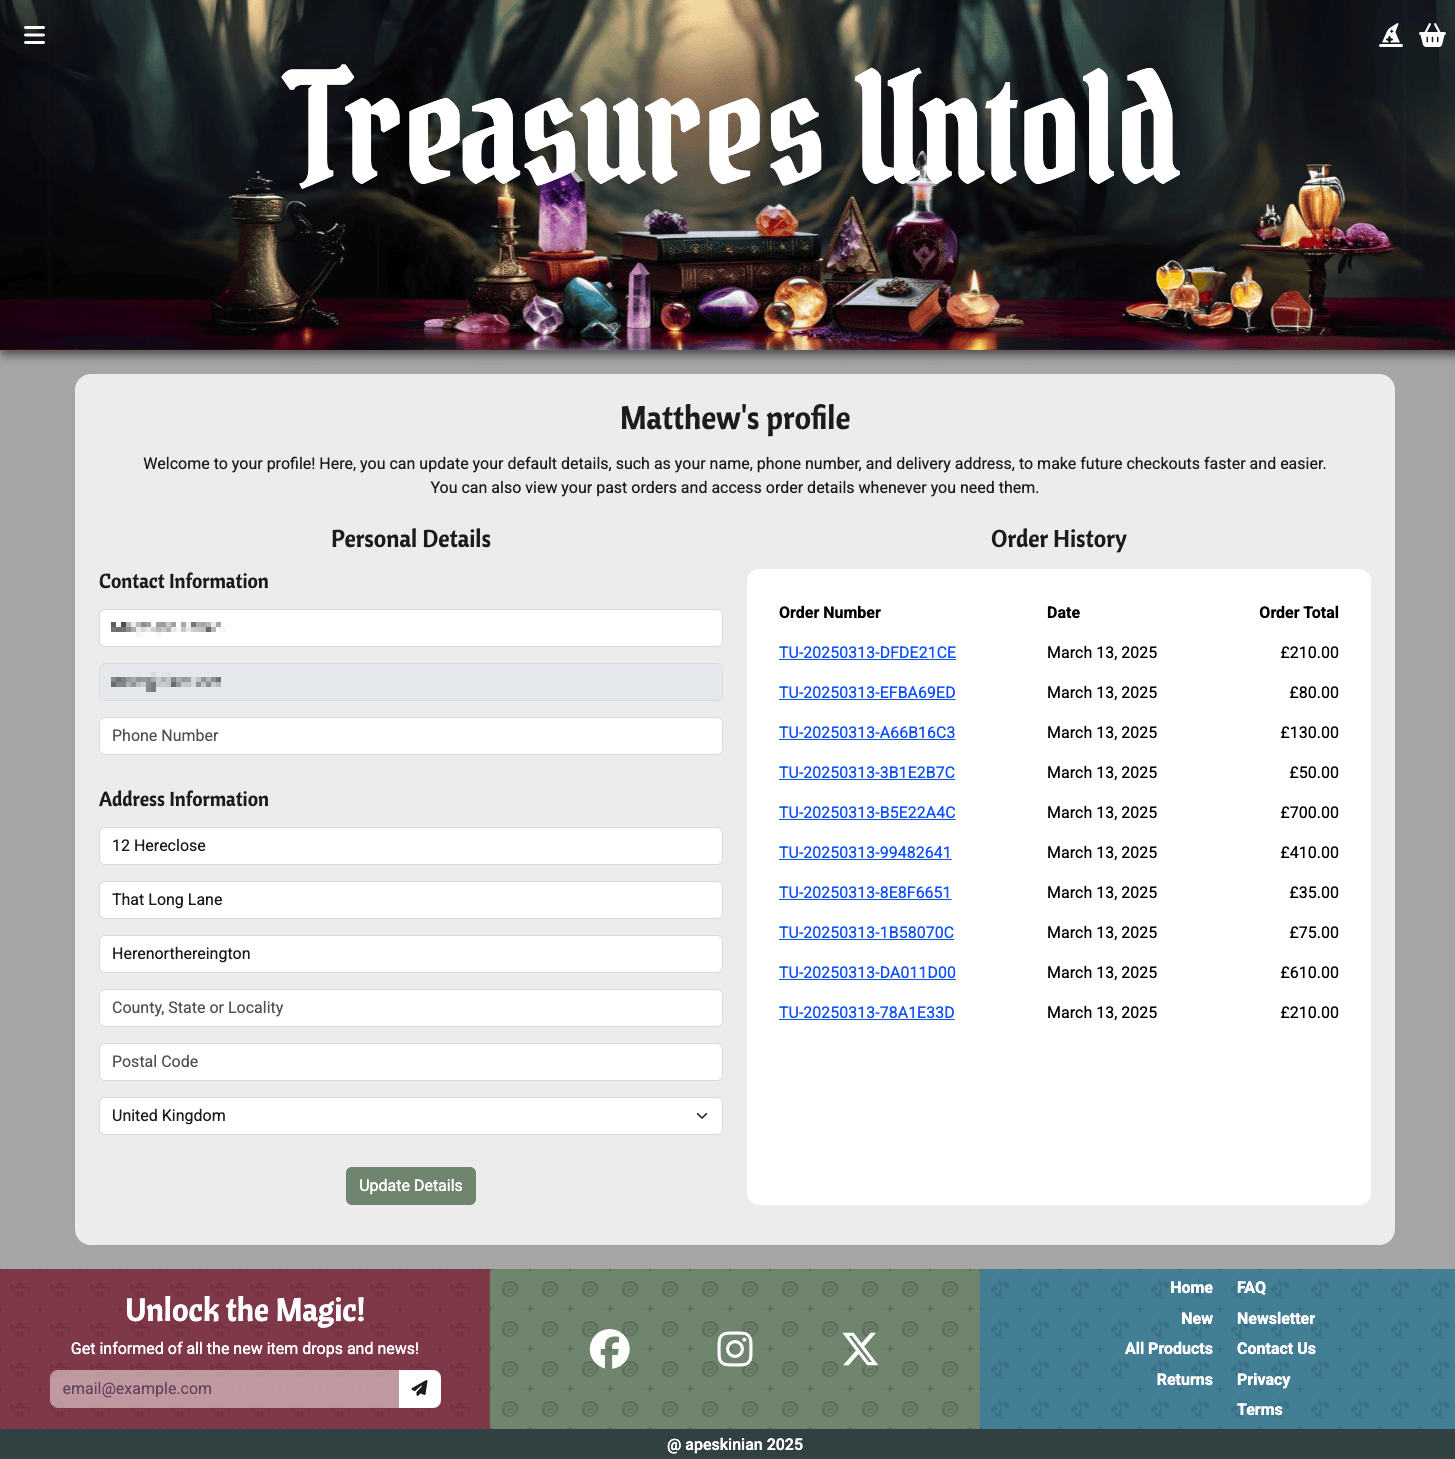 Treasures Untold
Matthew's profile
Welcome to your profile! Here, you can update your default details, such as your name, phone number, and delivery address, to make future checkouts faster and easier.
You can also view your past orders and access order details whenever you need them.
Personal Details
Contact Information
Phone Number
Address Information
12 Hereclose
That Long Lane
Herenorthereington
County, State or Locality
Postal Code
United Kingdom
Update Details
Order History
Order Number Date Order Total
TU-20250313-DFDE21CE March 13, 2025 £210.00
TU-20250313-EFBA69ED March 13, 2025 £80.00
TU-20250313-A66B16C3 March 13, 2025 £130.00
TU-20250313-3B1E2B7C March 13, 2025 £50.00
TU-20250313-B5E22A4C March 13, 2025 £700.00
TU-20250313-99482641 March 13, 2025 £410.00
TU-20250313-8E8F6651 March 13, 2025 £35.00
TU-20250313-1B58070C March 13, 2025 £75.00
TU-20250313-DA011D00 March 13, 2025 £610.00
TU-20250313-78A1E33D March 13, 2025 £210.00
Unlock the Magic!
Get informed of all the new item drops and news!
email@example.com
Home FAQ
New Newsletter
All Products Contact Us
Returns Privacy
Terms
@ apeskinian 2025